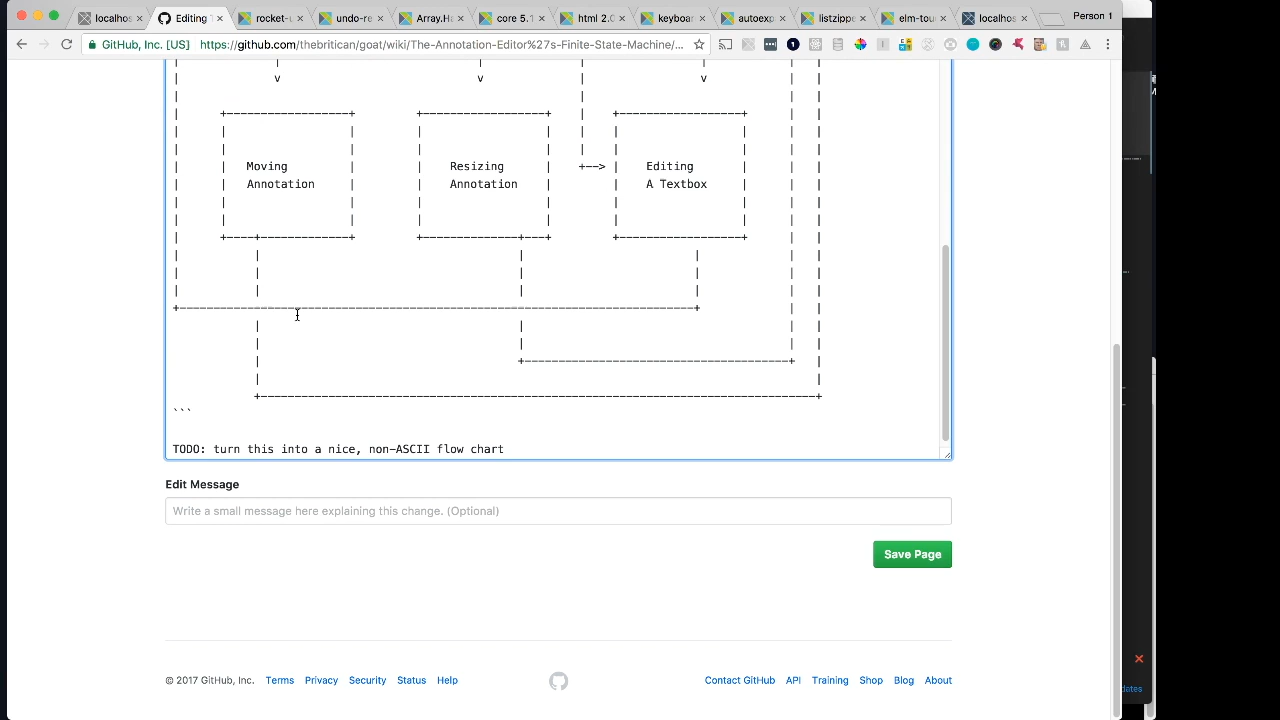 localhos
Editing
rocket-
undo-re
Array.Ha
core 5.1
html 2.0
keyboar
autoexp
listzipp
elm-tou
localhos
Person 1
GitHub, Inc. [US]
https://github.com/thebritican/goat/wiki/The-Annotation-Editor%27s-Finite-State-Machine/...
v v v
Moving Resizing +--> Editing
Annotation Annotation A Textbox
```
TODO: turn this into a nice, non-ASCII flow chart
Edit Message
Write a small message here explaining this change. (Optional)
Save Page
© 2017 GitHub, Inc. Terms Privacy Security Status Help
Contact GitHub API Training Shop Blog About
dates